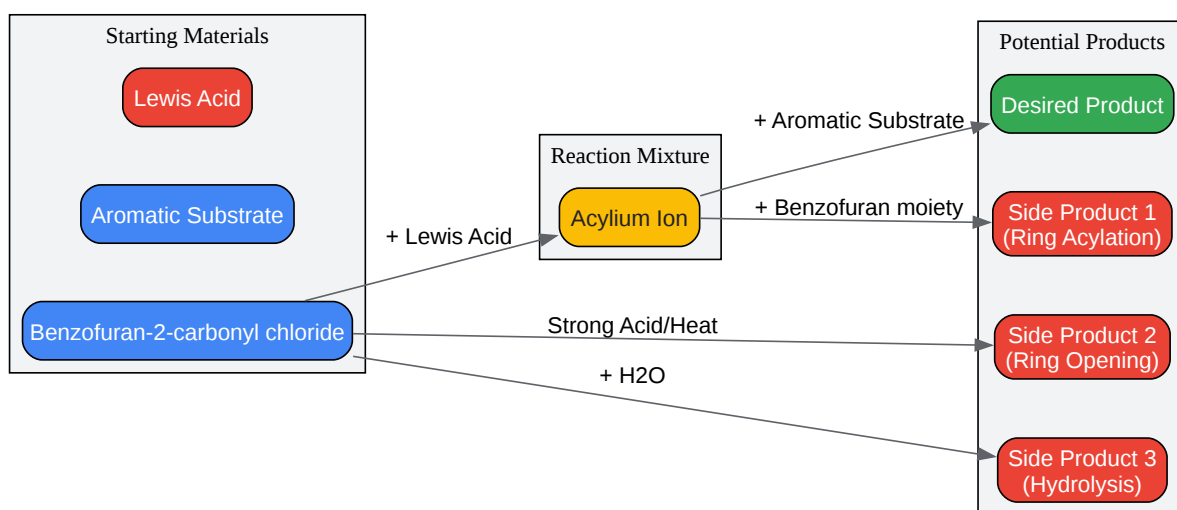 Starting Materials
Lewis Acid
Aromatic Substrate
Benzofuran-2-carbonyl chloride
+ Lewis Acid
Strong Acid/Heat
+ H2O
Reaction Mixture
Acylium Ion
+ Aromatic Substrate
+ Benzofuran moiety
Potential Products
Desired Product
Side Product 1
(Ring Acylation)
Side Product 2
(Ring Opening)
Side Product 3
(Hydrolysis)